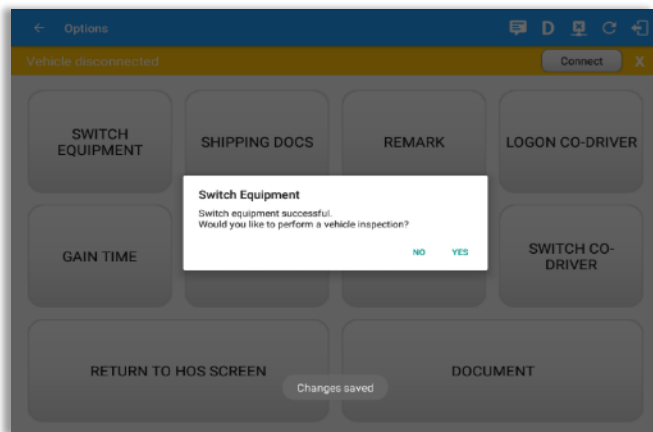 Options
D
Vehicle disconnected
Connect
X
SWITCH
EQUIPMENT
SHIPPING DOCS
REMARK
LOGON CO-DRIVER
Switch Equipment
Switch equipment successful.
Would you like to perform a vehicle inspection?
NO
YES
GAIN TIME
SWITCH CO-
DRIVER
RETURN TO HOS SCREEN
DOCUMENT
Changes saved